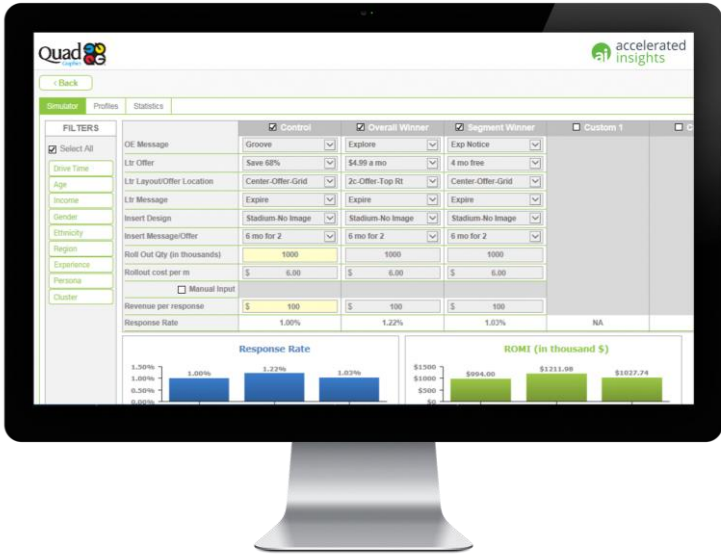 Quad
Graphics
ai accelerated insights
< Back
Simulator Profiles Statistics
FILTERS Control Overall Winner Segment Winner Custom 1 C
Select All
OE Message Groove Explore Exp Notice
Drive Time
Ltr Offer Save 68% $4.99 a mo 4 mo free
Age
Ltr Layout/Offer Location Center-Offer-Grid 2c-Offer-Top Rt Center-Offer-Grid
Income
Ltr Message Expire Expire Expire
Gender
Insert Design Stadium-No Image Stadium-No Image Stadium-No Image
Ethnicity
Insert Message/Offer 6 mo for 2 6 mo for 2 6 mo for 2
Region
Roll Out Qty (in thousands) 1000 1000 1000
Experience
Rollout cost per m $ 6.00 $ 6.00 $ 6.00
Persona
Manual Input
Cluster
Revenue per response $ 100 $ 100 $ 100
Response Rate 1.00% 1.22% 1.03% NA
Response Rate ROMI (in thousand $)
1.50% 1.00% 1.22% 1.03% $1500 $994.00 $1211.98 $1027.74
1.00% $1000
0.50% $500
0.00% $0